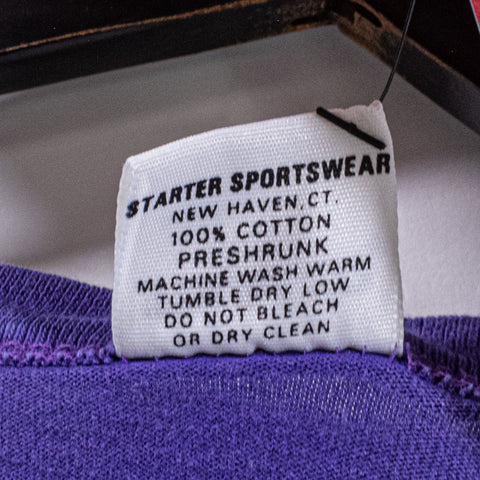 STARTER SPORTSWEAR
NEW HAVEN, CT.
100% COTTON
PRESHRUNK
MACHINE WASH WARM
TUMBLE DRY LOW
DO NOT BLEACH
OR DRY CLEAN